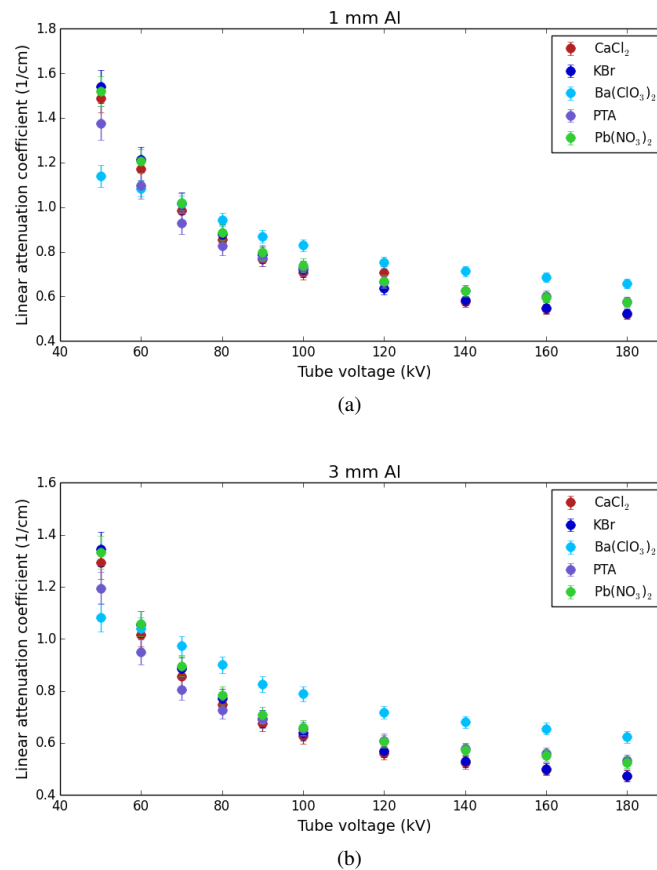 1 mm Al
1.8
1.6
1.4
1.2
1.0
0.8
0.6
0.4
Linear attenuation coefficient (1/cm)
CaCl₂
KBr
Ba(ClO₃)₂
PTA
Pb(NO₃)₂
40 60 80 100 120 140 160 180
Tube voltage (kV)
(a)
3 mm Al
1.6
1.4
1.2
1.0
0.8
0.6
0.4
Linear attenuation coefficient (1/cm)
CaCl₂
KBr
Ba(ClO₃)₂
PTA
Pb(NO₃)₂
40 60 80 100 120 140 160 180
Tube voltage (kV)
(b)